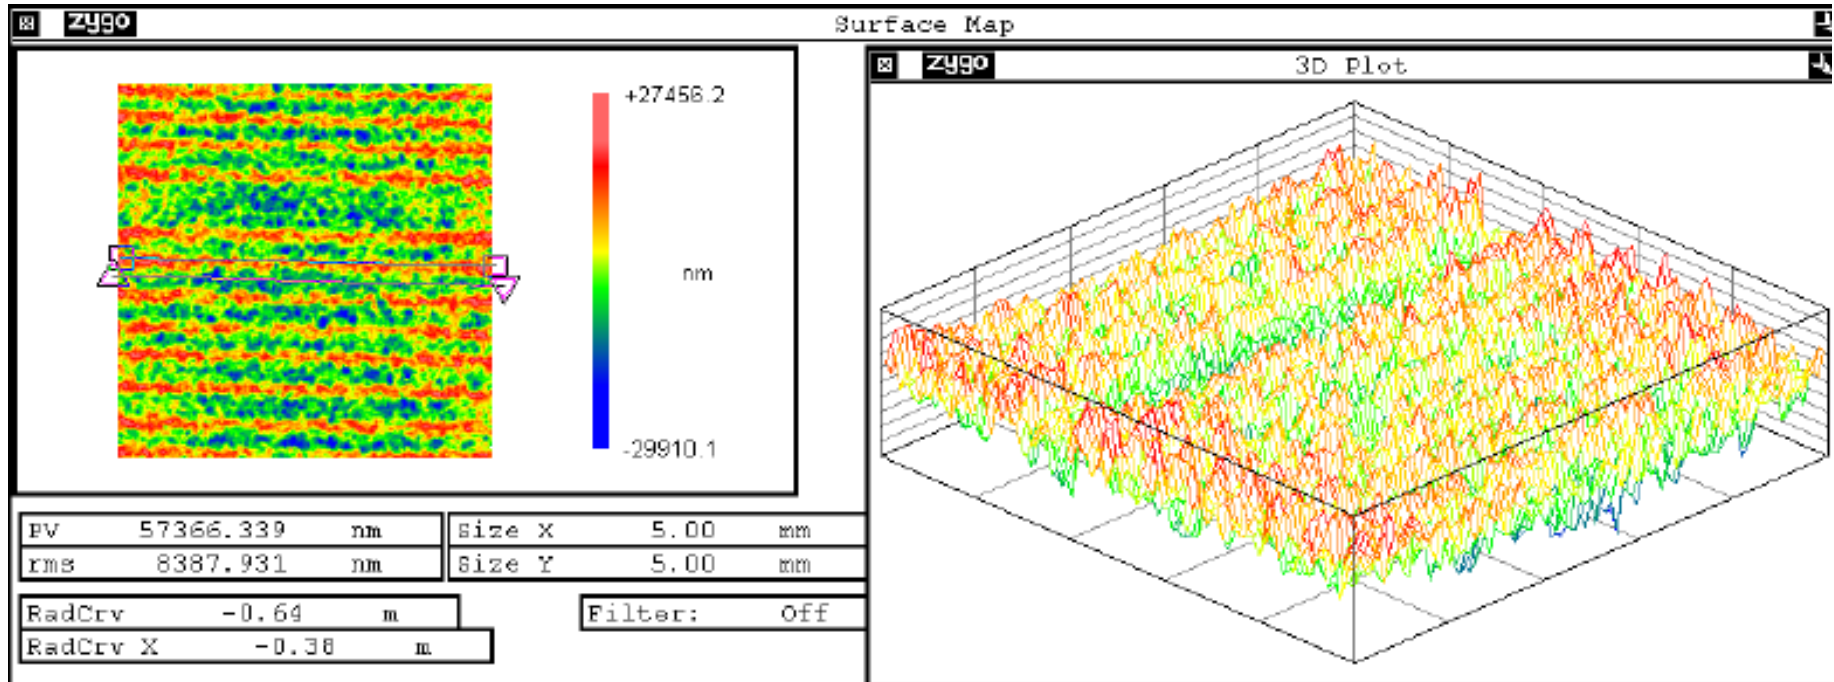 zygo Surface Map
zygo 3D Plot
+27456.2
nm
-29910.1
PV 57366.339 nm
rms 8387.931 nm
Size X 5.00 mm
Size Y 5.00 mm
RadCrv -0.64 m
RadCrv X -0.38 m
Filter: Off